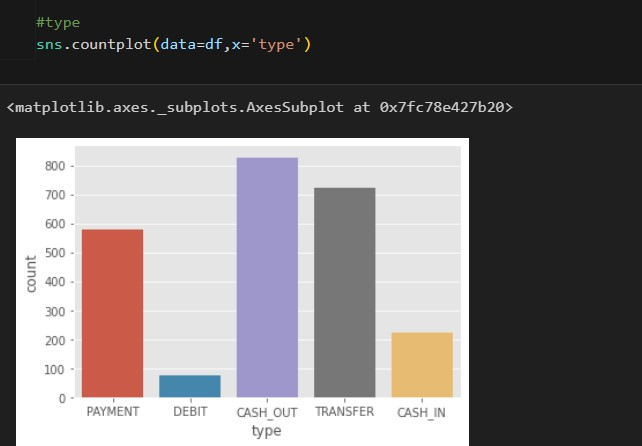 #type
sns.countplot(data=df,x='type')
<matplotlib.axes._subplots.AxesSubplot at 0x7fc78e427b20>
800
700
600
500
400
300
200
100
0
count
PAYMENT DEBIT CASH_OUT TRANSFER CASH_IN
type